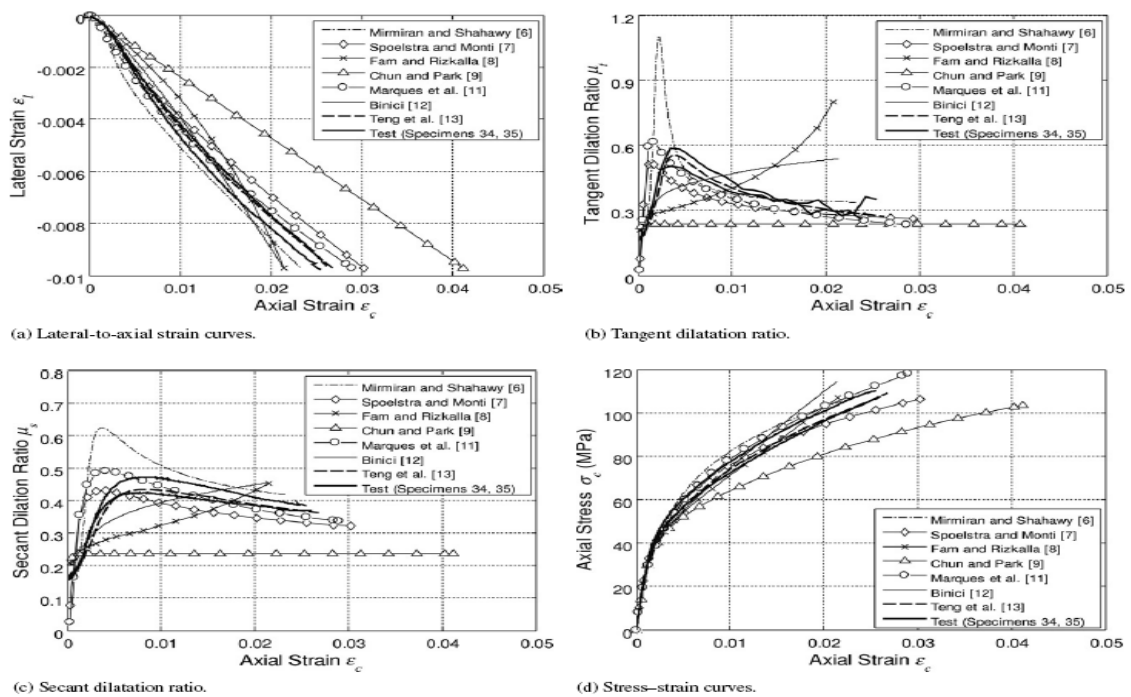 0
-0.002
-0.004
-0.006
-0.008
-0.01
Lateral Strain εl
0 0.01 0.02 0.03 0.04 0.05
Axial Strain εc
Mirmiran and Shahawy [6]
Spoelstra and Monti [7]
Fam and Rizkalla [8]
Chun and Park [9]
Marques et al. [11]
Binici [12]
Teng et al. [13]
Test (Specimens 34, 35)
(a) Lateral-to-axial strain curves.
1.2
0.9
0.6
0.3
0
Tangent Dilation Ratio μt
0 0.01 0.02 0.03 0.04 0.05
Axial Strain εc
Mirmiran and Shahawy [6]
Spoelstra and Monti [7]
Fam and Rizkalla [8]
Chun and Park [9]
Marques et al. [11]
Binici [12]
Teng et al. [13]
Test (Specimens 34, 35)
(b) Tangent dilatation ratio.
0.8
0.7
0.6
0.5
0.4
0.3
0.2
0.1
0
Secant Dilation Ratio μs
0 0.01 0.02 0.03 0.04 0.05
Axial Strain εc
Mirmiran and Shahawy [6]
Spoelstra and Monti [7]
Fam and Rizkalla [8]
Chun and Park [9]
Marques et al. [11]
Binici [12]
Teng et al. [13]
Test (Specimens 34, 35)
(c) Secant dilatation ratio.
120
100
80
60
40
20
0
Axial Stress σc (MPa)
0 0.01 0.02 0.03 0.04 0.05
Axial Strain εc
Mirmiran and Shahawy [6]
Spoelstra and Monti [7]
Fam and Rizkalla [8]
Chun and Park [9]
Marques et al. [11]
Binici [12]
Teng et al. [13]
Test (Specimens 34, 35)
(d) Stress–strain curves.